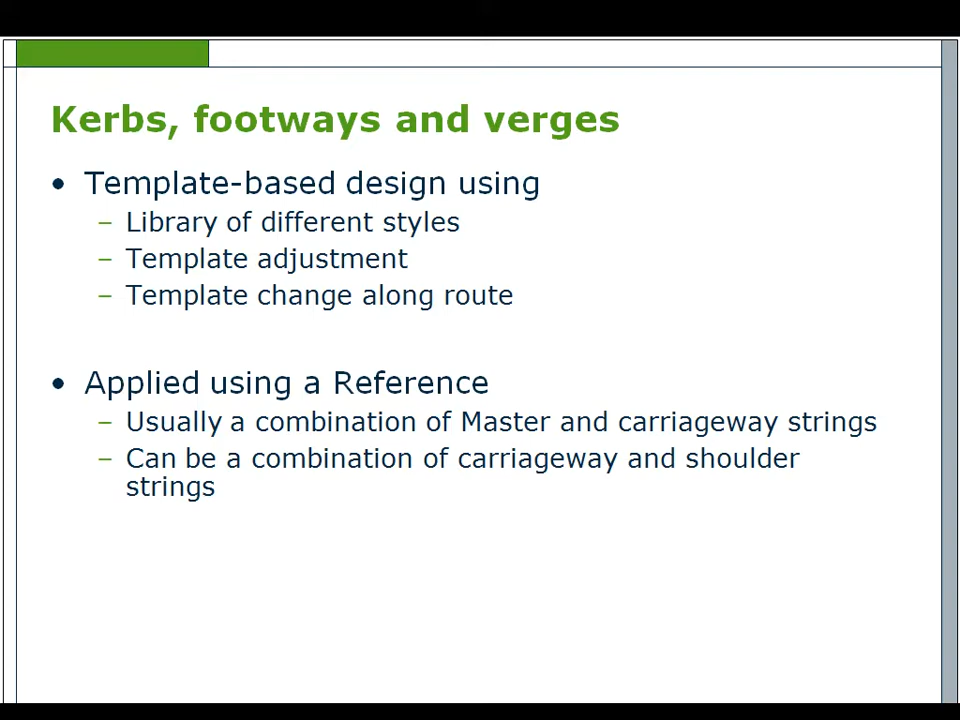 Kerbs, footways and verges
• Template-based design using
– Library of different styles
– Template adjustment
– Template change along route
• Applied using a Reference
– Usually a combination of Master and carriageway strings
– Can be a combination of carriageway and shoulder
strings